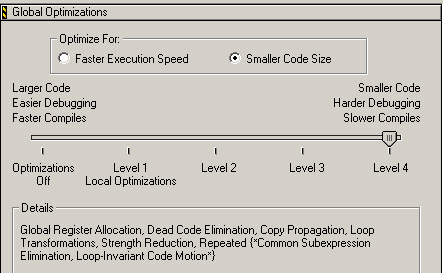 Global Optimizations
Optimize For:
Faster Execution Speed Smaller Code Size
Larger Code Smaller Code
Easier Debugging Harder Debugging
Faster Compiles Slower Compiles
Optimizations Level 1 Level 2 Level 3 Level 4
Off Local Optimizations
Details
Global Register Allocation, Dead Code Elimination, Copy Propagation, Loop
Transformations, Strength Reduction, Repeated {*Common Subexpression
Elimination, Loop-Invariant Code Motion*}